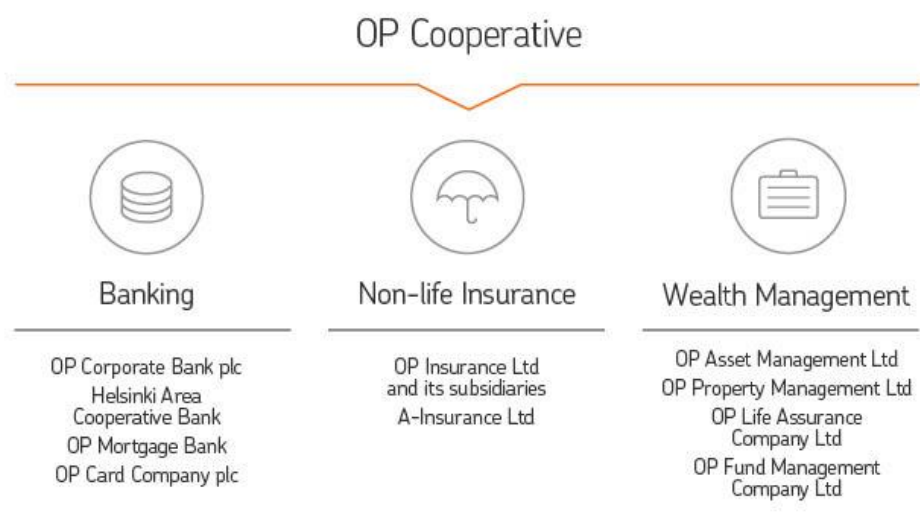 OP Cooperative
Banking
OP Corporate Bank plc
Helsinki Area
Cooperative Bank
OP Mortgage Bank
OP Card Company plc
Non-life Insurance
OP Insurance Ltd
and its subsidiaries
A-Insurance Ltd
Wealth Management
OP Asset Management Ltd
OP Property Management Ltd
OP Life Assurance
Company Ltd
OP Fund Management
Company Ltd